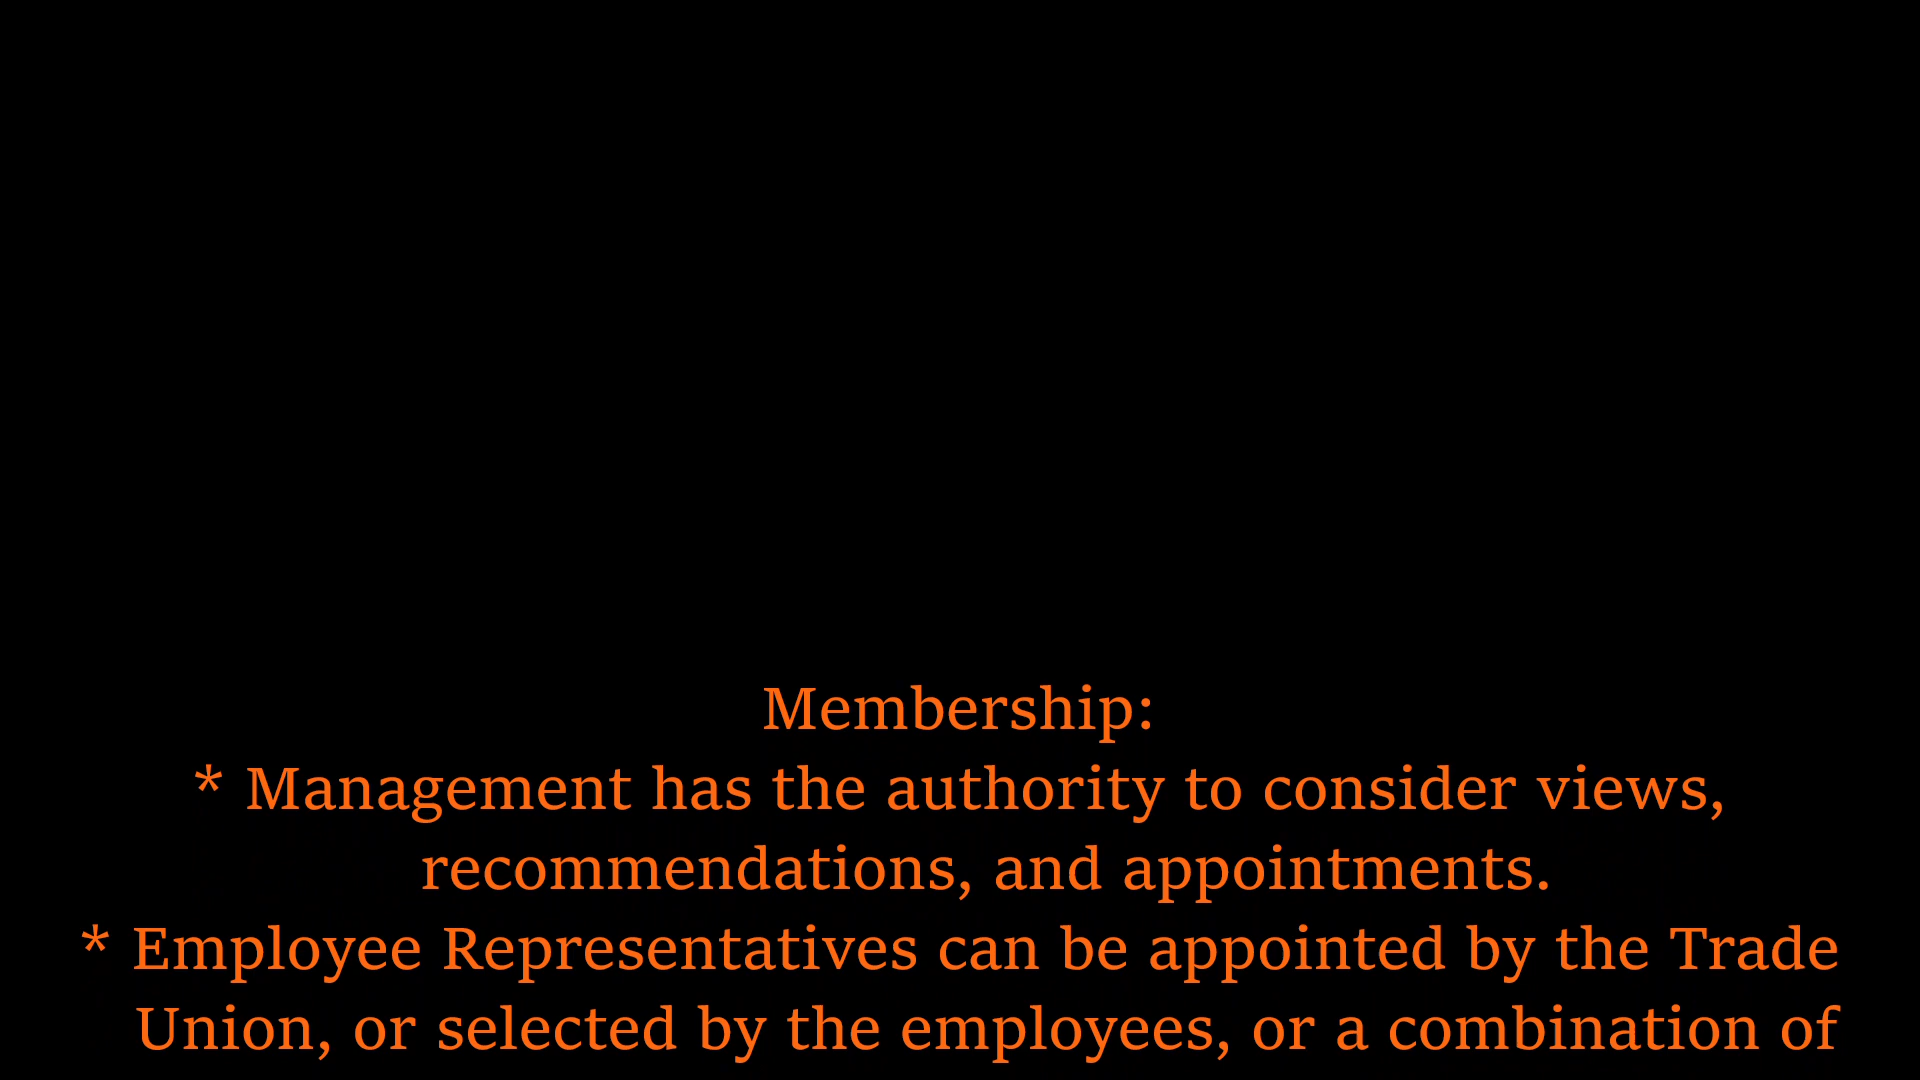 Membership:
* Management has the authority to consider views,
recommendations, and appointments.
* Employee Representatives can be appointed by the Trade
Union, or selected by the employees, or a combination of